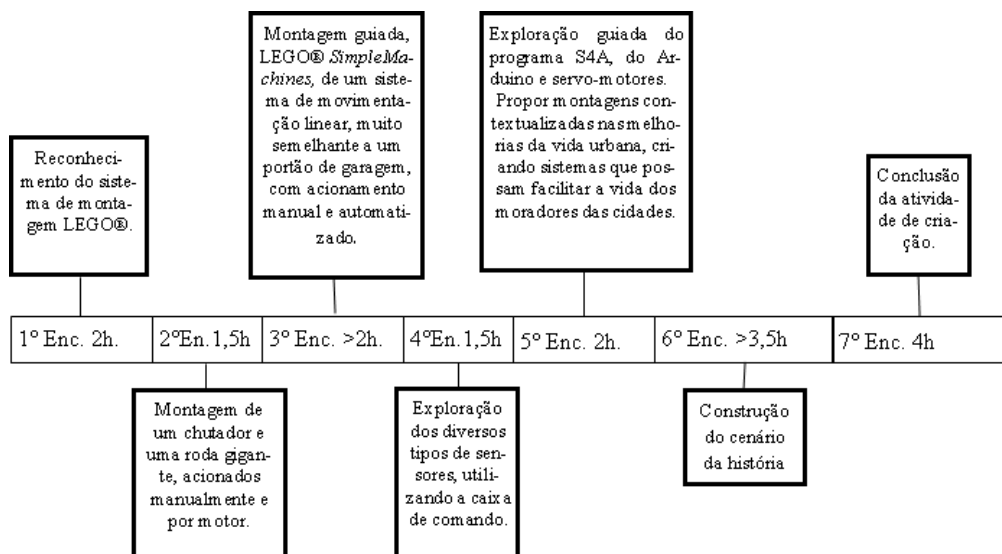 Montagem guiada,
LEGO® SimpleMa-
chines, de um siste-
ma de movimenta-
ção linear, muito
semelhante a um
portão de garagem,
com acionamento
manual e automati-
zado.
Exploração guiada do
programa S4A, do Ar-
duino e servo-motores.
Propor montagens con-
textualizadas nas melho-
rias da vida urbana, cri-
ando sistemas que pos-
sam facilitar a vida dos
moradores das cidades.
Reconheci-
mento do siste-
ma de monta-
gem LEGO®.
Conclusão
da ativida-
de de cria-
ção.
1º Enc. 2h.
2ºEn.1,5h
3º Enc. >2h.
4ºEn.1,5h
5º Enc. 2h.
6º Enc. >3,5h
7º Enc. 4h
Montagem de
um chutador e
uma roda gigan-
te, acionados
manualmente e
por motor.
Exploração
dos diversos
tipos de sen-
sores, utili-
zando a caixa
de comando.
Construção
do cenário
da história